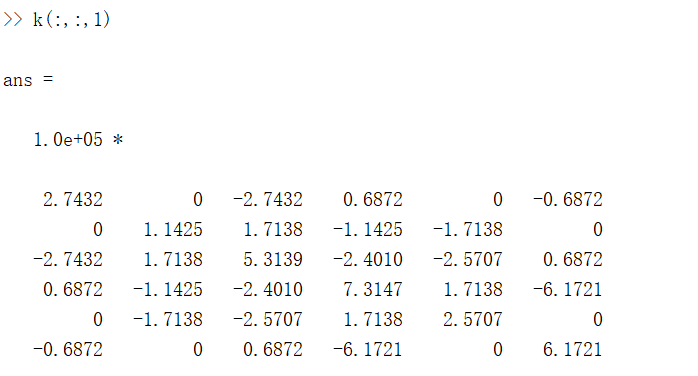 >> k(:,:,1)
ans =
1.0e+05 *
2.7432 0 -2.7432 0.6872 0 -0.6872
0 1.1425 1.7138 -1.1425 -1.7138 0
-2.7432 1.7138 5.3139 -2.4010 -2.5707 0.6872
0.6872 -1.1425 -2.4010 7.3147 1.7138 -6.1721
0 -1.7138 -2.5707 1.7138 2.5707 0
-0.6872 0 0.6872 -6.1721 0 6.1721